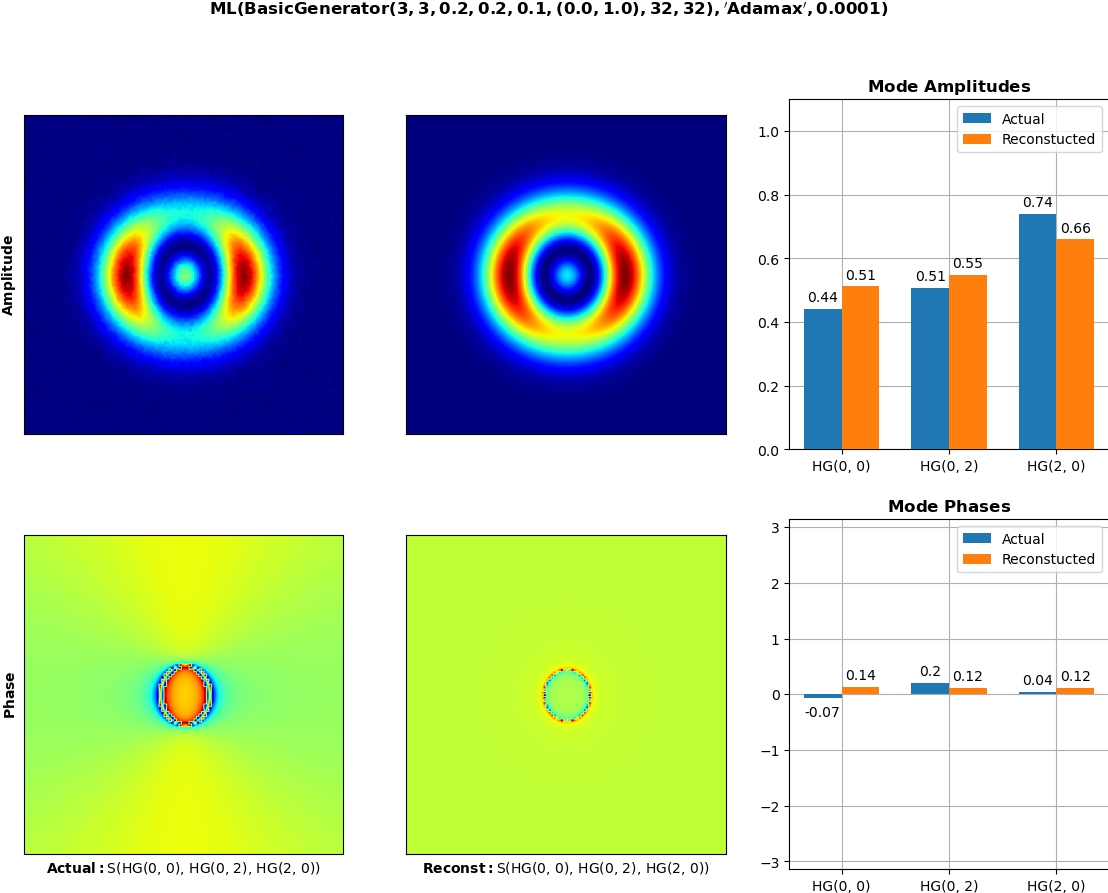 ML(BasicGenerator(3, 3, 0.2, 0.2, 0.1, (0.0, 1.0), 32, 32), ′Adamax′, 0.0001)
Amplitude
Mode Amplitudes
Actual
Reconstucted
1.0
0.8
0.6
0.4
0.2
0.0
0.44
0.51
0.51
0.55
0.74
0.66
HG(0, 0)
HG(0, 2)
HG(2, 0)
Phase
Actual: S(HG(0, 0), HG(0, 2), HG(2, 0))
Reconst: S(HG(0, 0), HG(0, 2), HG(2, 0))
Mode Phases
Actual
Reconstucted
3
2
1
0
−1
−2
−3
-0.07
0.14
0.2
0.12
0.04
0.12
HG(0, 0)
HG(0, 2)
HG(2, 0)